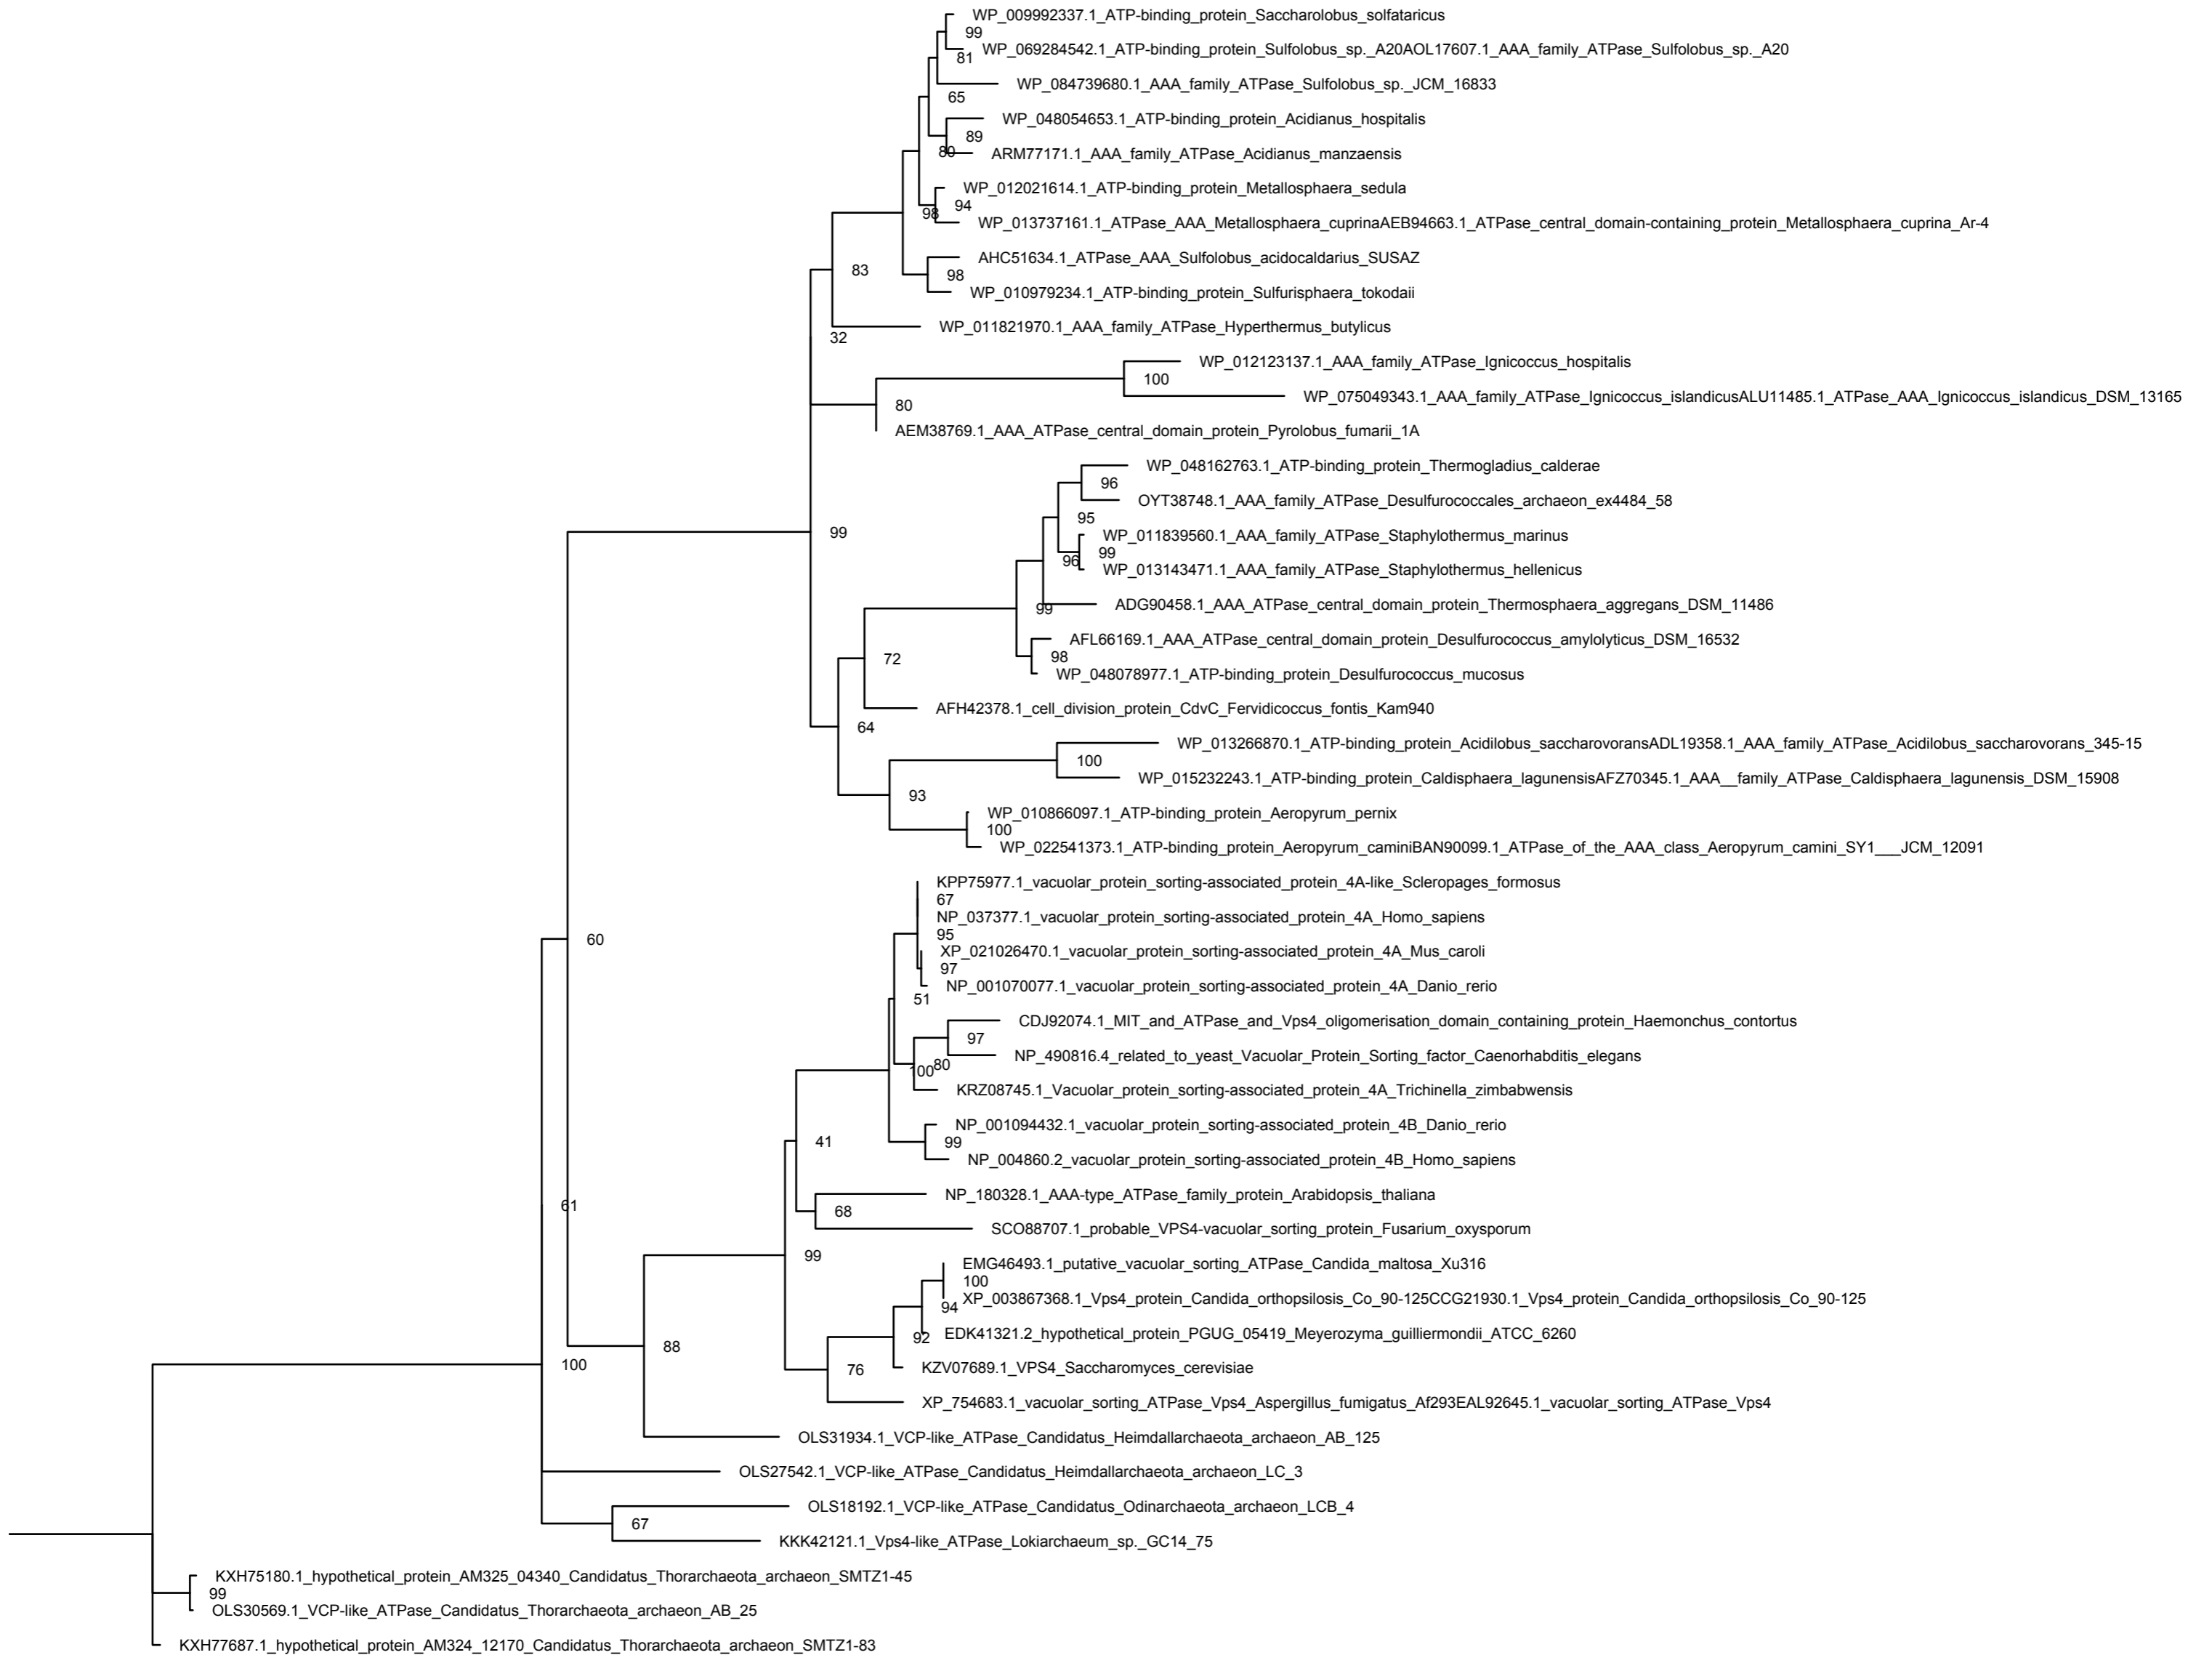 WP_009992337.1_ATP-binding_protein_Saccharolobus_solfataricus
99
WP_069284542.1_ATP-binding_protein_Sulfolobus_sp._A20AOL17607.1_AAA_family_ATPase_Sulfolobus_sp._A20
81
WP_084739680.1_AAA_family_ATPase_Sulfolobus_sp._JCM_16833
65
WP_048054653.1_ATP-binding_protein_Acidianus_hospitalis
89
80
ARM77171.1_AAA_family_ATPase_Acidianus_manzaensis
WP_012021614.1_ATP-binding_protein_Metallosphaera_sedula
94
98
WP_013737161.1_ATPase_AAA_Metallosphaera_cuprinaAEB94663.1_ATPase_central_domain-containing_protein_Metallosphaera_cuprina_Ar-4
AHC51634.1_ATPase_AAA_Sulfolobus_acidocaldarius_SUSAZ
83
98
WP_010979234.1_ATP-binding_protein_Sulfurisphaera_tokodaii
WP_011821970.1_AAA_family_ATPase_Hyperthermus_butylicus
32
WP_012123137.1_AAA_family_ATPase_Ignicoccus_hospitalis
100
WP_075049343.1_AAA_family_ATPase_Ignicoccus_islandicusALU11485.1_ATPase_AAA_Ignicoccus_islandicus_DSM_13165
80
AEM38769.1_AAA_ATPase_central_domain_protein_Pyrolobus_fumarii_1A
WP_048162763.1_ATP-binding_protein_Thermogladius_calderae
96
OYT38748.1_AAA_family_ATPase_Desulfurococcales_archaeon_ex4484_58
95
99
WP_011839560.1_AAA_family_ATPase_Staphylothermus_marinus
99
96
WP_013143471.1_AAA_family_ATPase_Staphylothermus_hellenicus
ADG90458.1_AAA_ATPase_central_domain_protein_Thermosphaera_aggregans_DSM_11486
99
AFL66169.1_AAA_ATPase_central_domain_protein_Desulfurococcus_amylolyticus_DSM_16532
72
98
WP_048078977.1_ATP-binding_protein_Desulfurococcus_mucosus
AFH42378.1_cell_division_protein_CdvC_Fervidicoccus_fontis_Kam940
64
WP_013266870.1_ATP-binding_protein_Acidilobus_saccharovoransADL19358.1_AAA_family_ATPase_Acidilobus_saccharovorans_345-15
100
WP_015232243.1_ATP-binding_protein_Caldisphaera_lagunensisAFZ70345.1_AAA__family_ATPase_Caldisphaera_lagunensis_DSM_15908
93
WP_010866097.1_ATP-binding_protein_Aeropyrum_pernix
100
WP_022541373.1_ATP-binding_protein_Aeropyrum_caminiBAN90099.1_ATPase_of_the_AAA_class_Aeropyrum_camini_SY1___JCM_12091
KPP75977.1_vacuolar_protein_sorting-associated_protein_4A-like_Scleropages_formosus
67
NP_037377.1_vacuolar_protein_sorting-associated_protein_4A_Homo_sapiens
95
60
XP_021026470.1_vacuolar_protein_sorting-associated_protein_4A_Mus_caroli
97
NP_001070077.1_vacuolar_protein_sorting-associated_protein_4A_Danio_rerio
51
CDJ92074.1_MIT_and_ATPase_and_Vps4_oligomerisation_domain_containing_protein_Haemonchus_contortus
97
NP_490816.4_related_to_yeast_Vacuolar_Protein_Sorting_factor_Caenorhabditis_elegans
80
100
KRZ08745.1_Vacuolar_protein_sorting-associated_protein_4A_Trichinella_zimbabwensis
NP_001094432.1_vacuolar_protein_sorting-associated_protein_4B_Danio_rerio
41
99
NP_004860.2_vacuolar_protein_sorting-associated_protein_4B_Homo_sapiens
NP_180328.1_AAA-type_ATPase_family_protein_Arabidopsis_thaliana
61
68
SCO88707.1_probable_VPS4-vacuolar_sorting_protein_Fusarium_oxysporum
99
EMG46493.1_putative_vacuolar_sorting_ATPase_Candida_maltosa_Xu316
100
XP_003867368.1_Vps4_protein_Candida_orthopsilosis_Co_90-125CCG21930.1_Vps4_protein_Candida_orthopsilosis_Co_90-125
94
EDK41321.2_hypothetical_protein_PGUG_05419_Meyerozyma_guilliermondii_ATCC_6260
92
88
100
KZV07689.1_VPS4_Saccharomyces_cerevisiae
76
XP_754683.1_vacuolar_sorting_ATPase_Vps4_Aspergillus_fumigatus_Af293EAL92645.1_vacuolar_sorting_ATPase_Vps4
OLS31934.1_VCP-like_ATPase_Candidatus_Heimdallarchaeota_archaeon_AB_125
OLS27542.1_VCP-like_ATPase_Candidatus_Heimdallarchaeota_archaeon_LC_3
OLS18192.1_VCP-like_ATPase_Candidatus_Odinarchaeota_archaeon_LCB_4
67
KKK42121.1_Vps4-like_ATPase_Lokiarchaeum_sp._GC14_75
KXH75180.1_hypothetical_protein_AM325_04340_Candidatus_Thorarchaeota_archaeon_SMTZ1-45
99
OLS30569.1_VCP-like_ATPase_Candidatus_Thorarchaeota_archaeon_AB_25
KXH77687.1_hypothetical_protein_AM324_12170_Candidatus_Thorarchaeota_archaeon_SMTZ1-83